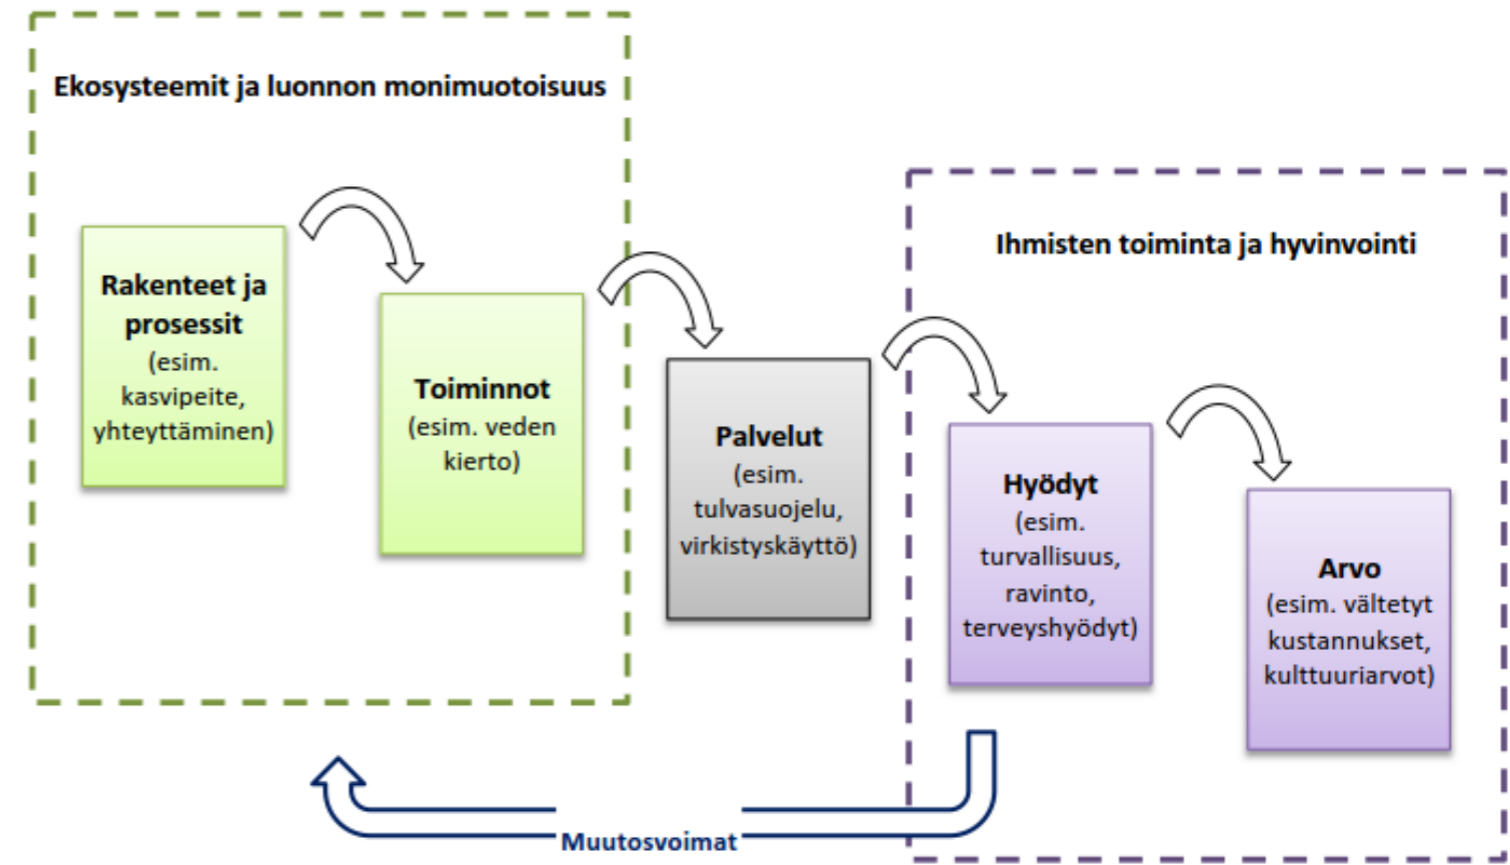 Ekosysteemit ja luonnon monimuotoisuus
Rakenteet ja
prosessit
(esim.
kasvipeite,
yhteyttäminen)
Toiminnot
(esim. veden
kierto)
Palvelut
(esim.
tulvasuojelu,
virkistyskäyttö)
Ihmisten toiminta ja hyvinvointi
Hyödyt
(esim.
turvallisuus,
ravinto,
terveyshyödyt)
Arvo
(esim. vältetyt
kustannukset,
kulttuuriarvot)
Muutosvoimat